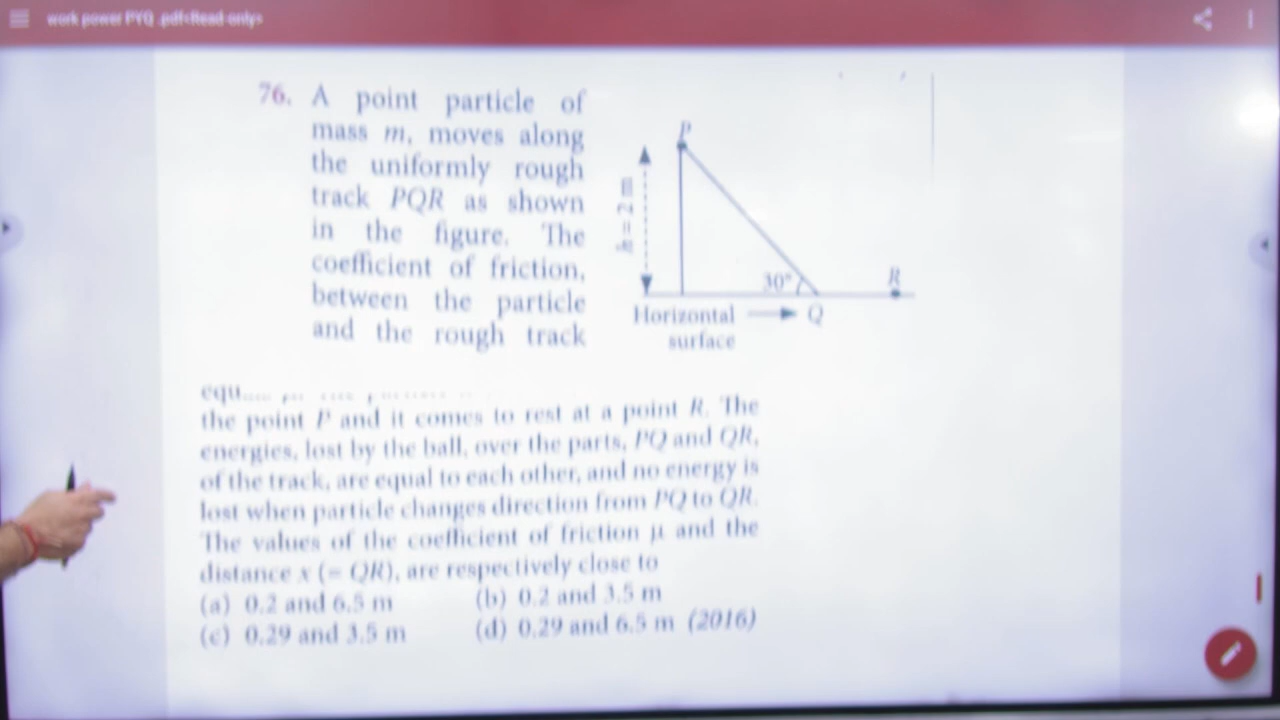 work power PYQ .pdf<Read-only>
76. A point particle of
mass m, moves along
the uniformly rough
track PQR as shown
in the figure. The
coefficient of friction,
between the particle
and the rough track
P
h = 2 m
30°
R
Horizontal
Q
surface
equ
the point P and it comes to rest at a point R. The
energies, lost by the ball, over the parts, PQ and QR,
of the track, are equal to each other, and no energy is
lost when particle changes direction from PQ to QR.
The values of the coefficient of friction μ and the
distance x (= QR), are respectively close to
(a) 0.2 and 6.5 m (b) 0.2 and 3.5 m
(c) 0.29 and 3.5 m (d) 0.29 and 6.5 m (2016)